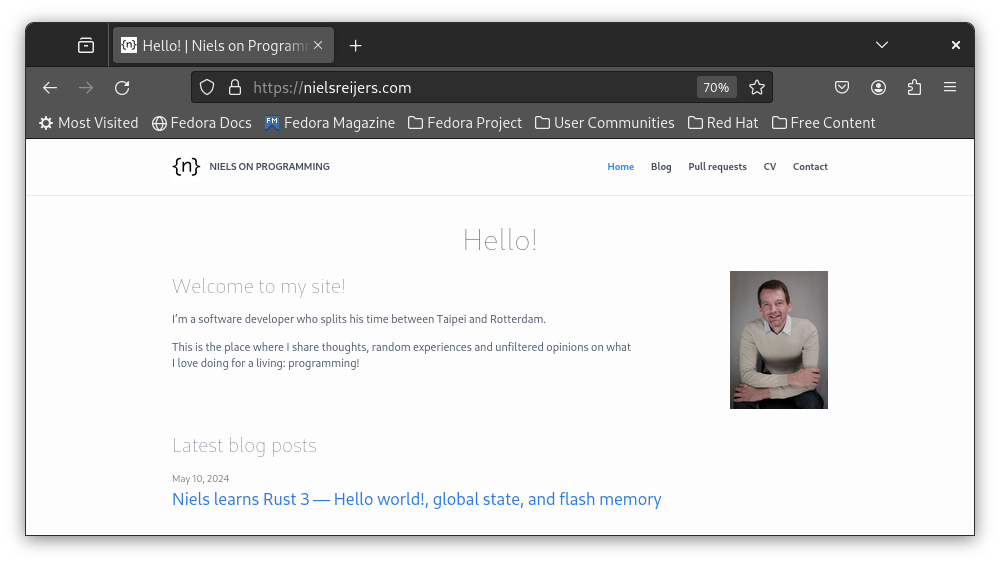 {n} Hello! | Niels on Program
https://nielsreijers.com 70%
Most Visited Fedora Docs FM Fedora Magazine Fedora Project User Communities Red Hat Free Content
{n} NIELS ON PROGRAMMING Home Blog Pull requests CV Contact
Hello!
Welcome to my site!
I'm a software developer who splits his time between Taipei and Rotterdam.
This is the place where I share thoughts, random experiences and unfiltered opinions on what
I love doing for a living: programming!
Latest blog posts
May 10, 2024
Niels learns Rust 3 — Hello world!, global state, and flash memory